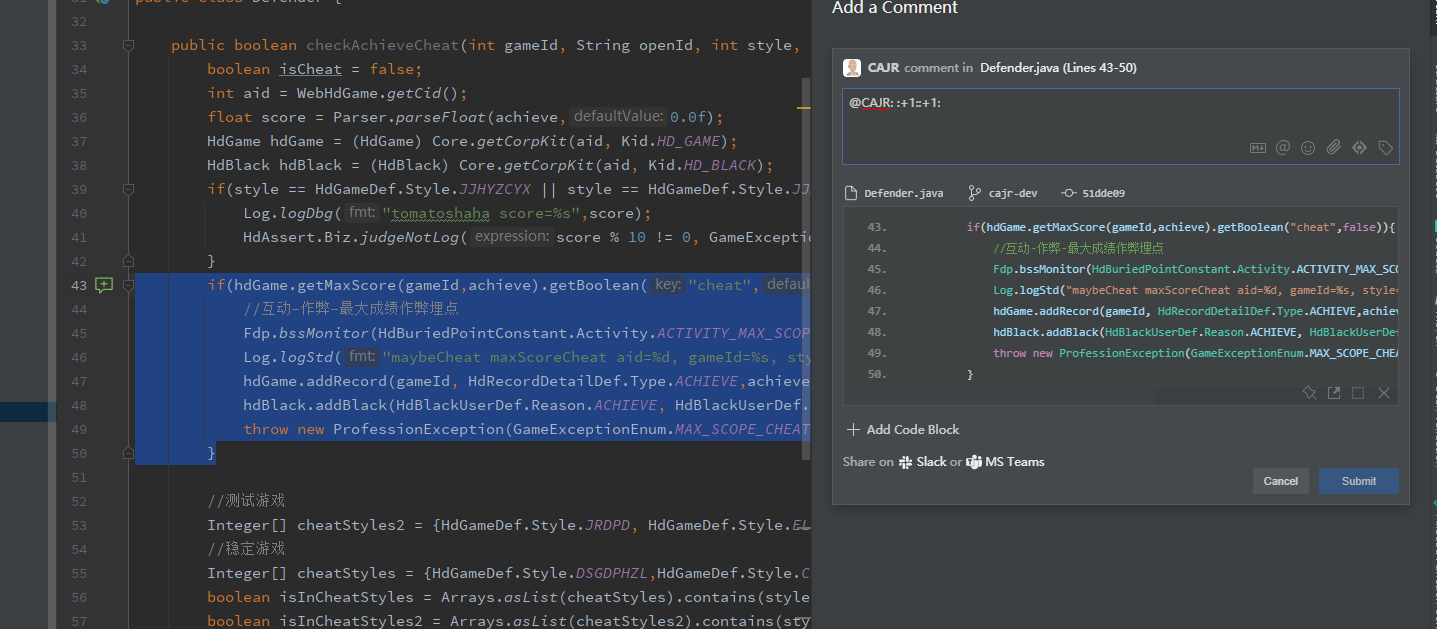 public class Defender {
32
33 public boolean checkAchieveCheat(int gameId, String openId, int style,
34 boolean isCheat = false;
35 int aid = WebHdGame.getCid();
36 float score = Parser.parseFloat(achieve, defaultValue: 0.0f);
37 HdGame hdGame = (HdGame) Core.getCorpKit(aid, Kid.HD_GAME);
38 HdBlack hdBlack = (HdBlack) Core.getCorpKit(aid, Kid.HD_BLACK);
39 if(style == HdGameDef.Style.JJHYZCYX || style == HdGameDef.Style.JJ
40 Log.logDbg( fmt: "tomatoshaha score=%s",score);
41 HdAssert.Biz.judgeNotLog( expression: score % 10 != 0, GameExceptio
42 }
43 if(hdGame.getMaxScore(gameId,achieve).getBoolean( key: "cheat", defaul
44 //互动-作弊-最大成绩作弊埋点
45 Fdp.bssMonitor(HdBuriedPointConstant.Activity.ACTIVITY_MAX_SCOP
46 Log.logStd( fmt: "maybeCheat maxScoreCheat aid=%d, gameId=%s, sty
47 hdGame.addRecord(gameId, HdRecordDetailDef.Type.ACHIEVE,achieve
48 hdBlack.addBlack(HdBlackUserDef.Reason.ACHIEVE, HdBlackUserDef.
49 throw new ProfessionException(GameExceptionEnum.MAX_SCOPE_CHEAT
50 }
51
52 //测试游戏
53 Integer[] cheatStyles2 = {HdGameDef.Style.JRDPD, HdGameDef.Style.EL
54 //稳定游戏
55 Integer[] cheatStyles = {HdGameDef.Style.DSGDPHZL,HdGameDef.Style.C
56 boolean isInCheatStyles = Arrays.asList(cheatStyles).contains(style
57 boolean isInCheatStyles2 = Arrays.asList(cheatStyles2).contains(sty
Add a Comment
CAJR comment in Defender.java (Lines 43-50)
@CAJR: :+1::+1:
Defender.java cajr-dev 51dde09
43. if(hdGame.getMaxScore(gameId,achieve).getBoolean("cheat",false)){
44. //互动-作弊-最大成绩作弊埋点
45. Fdp.bssMonitor(HdBuriedPointConstant.Activity.ACTIVITY_MAX_SCO
46. Log.logStd("maybeCheat maxScoreCheat aid=%d, gameId=%s, style=
47. hdGame.addRecord(gameId, HdRecordDetailDef.Type.ACHIEVE,achiev
48. hdBlack.addBlack(HdBlackUserDef.Reason.ACHIEVE, HdBlackUserDe
49. throw new ProfessionException(GameExceptionEnum.MAX_SCOPE_CHEA
50. }
Add Code Block
Share on Slack or MS Teams
Cancel Submit